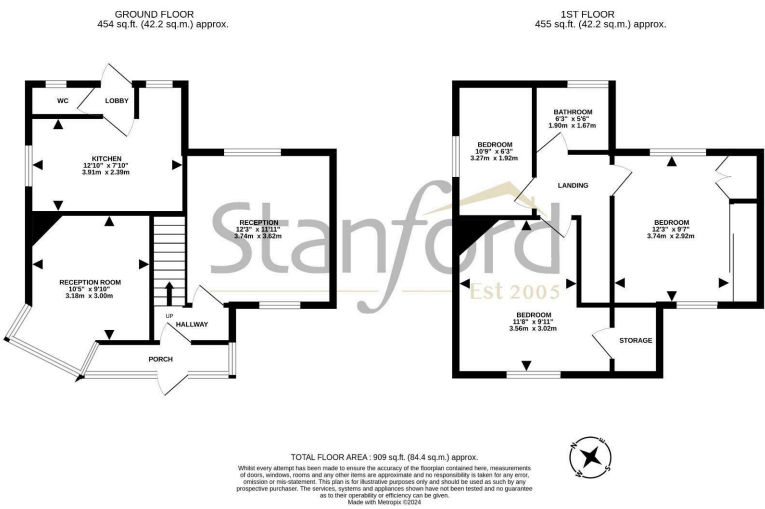 GROUND FLOOR
454 sq.ft. (42.2 sq.m.) approx.
WC
LOBBY
KITCHEN
12'10" x 7'10"
3.91m x 2.39m
RECEPTION
12'3" x 11'11"
3.74m x 3.62m
RECEPTION ROOM
10'5" x 9'10"
3.18m x 3.00m
UP
HALLWAY
PORCH
1ST FLOOR
455 sq.ft. (42.2 sq.m.) approx.
BATHROOM
6'3" x 5'6"
1.90m x 1.67m
BEDROOM
10'9" x 6'3"
3.27m x 1.92m
LANDING
BEDROOM
12'3" x 9'7"
3.74m x 2.92m
BEDROOM
11'8" x 9'11"
3.56m x 3.02m
STORAGE
Stanford
Est 2005
TOTAL FLOOR AREA : 909 sq.ft. (84.4 sq.m.) approx.
Whilst every attempt has been made to ensure the accuracy of the floorplan contained here, measurements
of doors, windows, rooms and any other items are approximate and no responsibility is taken for any error,
omission or mis-statement. This plan is for illustrative purposes only and should be used as such by any
prospective purchaser. The services, systems and appliances shown have not been tested and no guarantee
as to their operability or efficiency can be given.
Made with Metropix ©2024
N
E
S
W